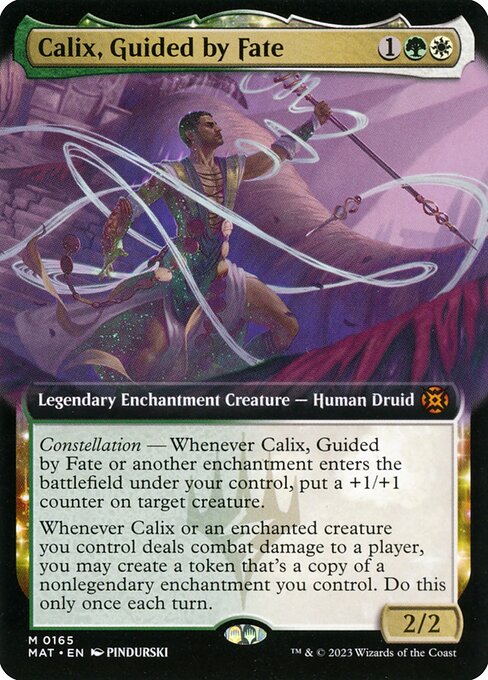 Calix, Guided by Fate 1
Legendary Enchantment Creature — Human Druid
Constellation — Whenever Calix, Guided
by Fate or another enchantment enters the
battlefield under your control, put a +1/+1
counter on target creature.
Whenever Calix or an enchanted creature
you control deals combat damage to a player,
you may create a token that's a copy of a
nonlegendary enchantment you control. Do this
only once each turn.
2/2
M 0165
MAT • EN PINDURSKI
™ & © 2023 Wizards of the Coast